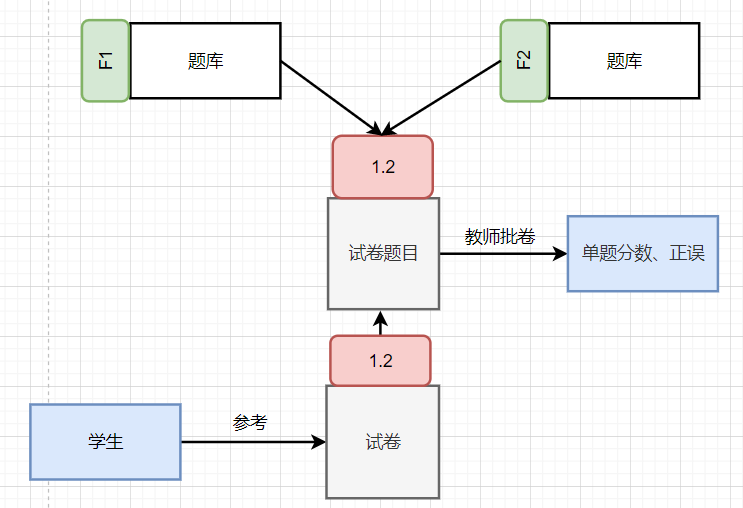 F1
题库
F2
题库
1.2
试卷题目
教师批卷
单题分数、正误
1.2
学生
参考
试卷